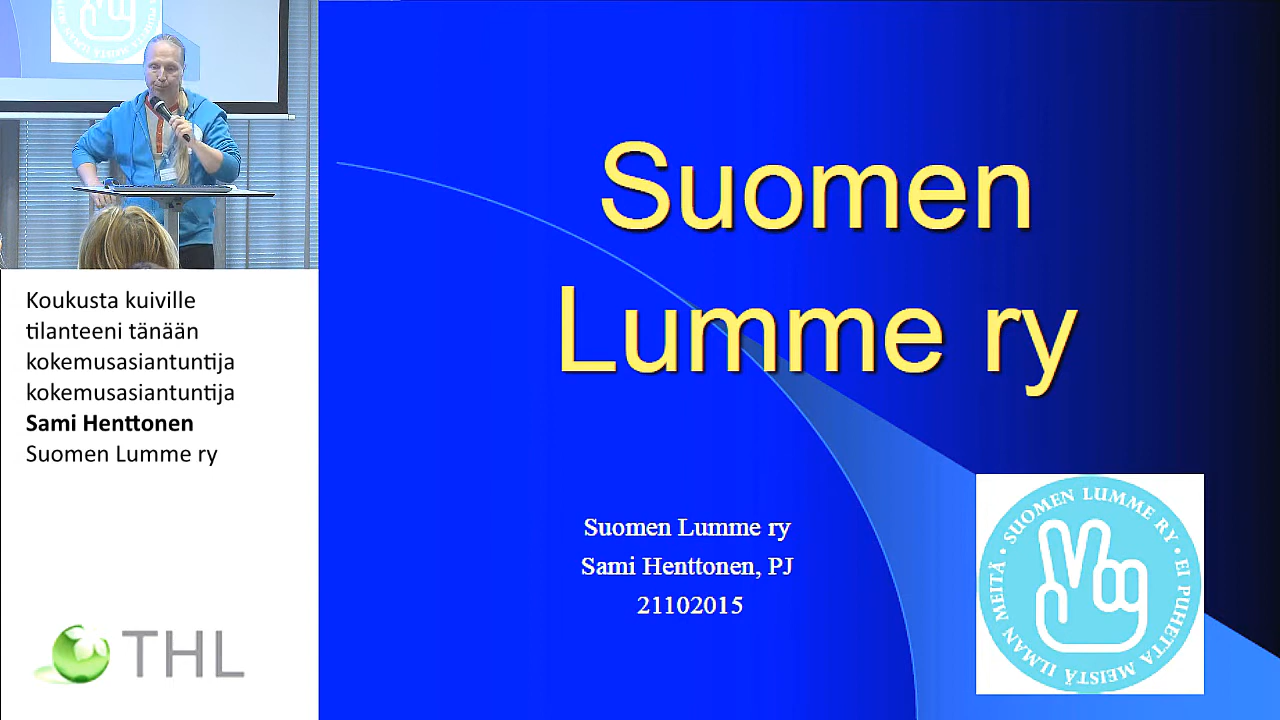 Koukusta kuiville
tilanteeni tänään
kokemusasiantuntija
kokemusasiantuntija
Sami Henttonen
Suomen Lumme ry
THL
Suomen
Lumme ry
Suomen Lumme ry
Sami Henttonen, PJ
21102015
• SUOMEN LUMME RY • EI PUHETTA MEISTÄ ILMAN MEITÄ